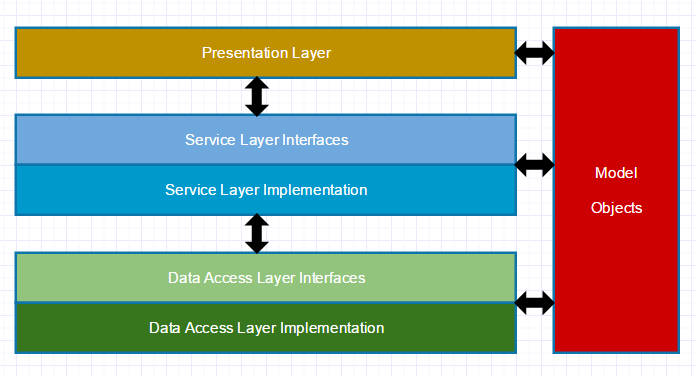 Presentation Layer
Service Layer Interfaces
Service Layer Implementation
Data Access Layer Interfaces
Data Access Layer Implementation
Model
Objects